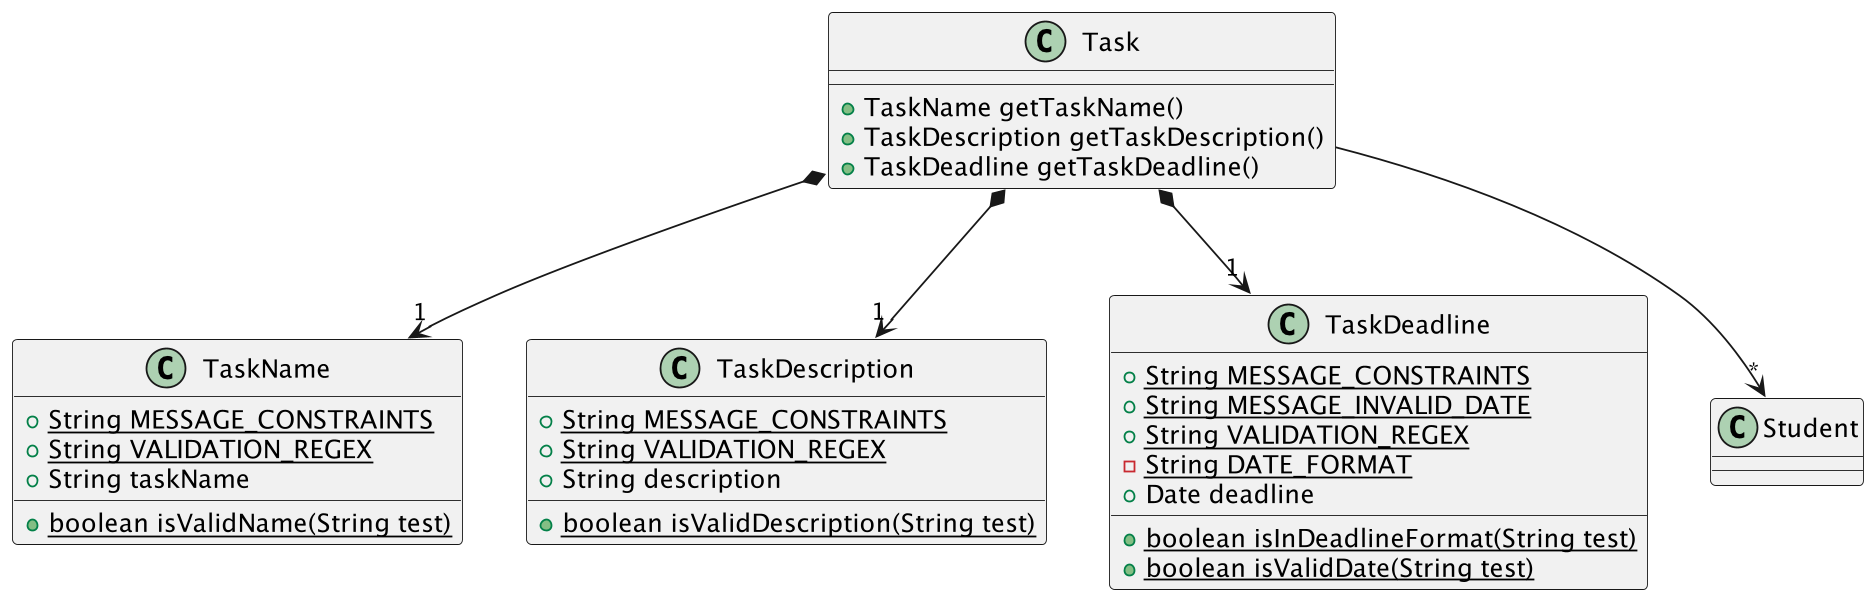 C Task
TaskName getTaskName()
TaskDescription getTaskDescription()
TaskDeadline getTaskDeadline()
1
1
1
*
C TaskName
String MESSAGE_CONSTRAINTS
String VALIDATION_REGEX
String taskName
boolean isValidName(String test)
C TaskDescription
String MESSAGE_CONSTRAINTS
String VALIDATION_REGEX
String description
boolean isValidDescription(String test)
C TaskDeadline
String MESSAGE_CONSTRAINTS
String MESSAGE_INVALID_DATE
String VALIDATION_REGEX
String DATE_FORMAT
Date deadline
boolean isInDeadlineFormat(String test)
boolean isValidDate(String test)
C Student